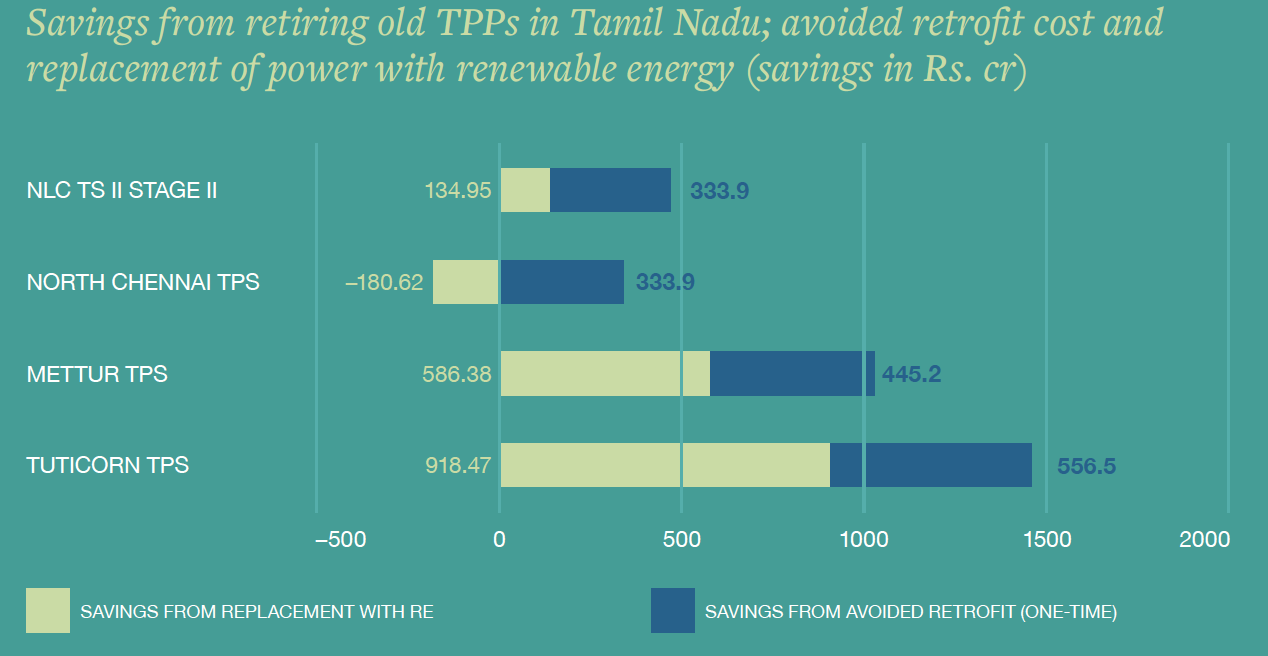 Savings from retiring old TPPs in Tamil Nadu; avoided retrofit cost and
replacement of power with renewable energy (savings in Rs. cr)
NLC TS II STAGE II 134.95 333.9
NORTH CHENNAI TPS –180.62 333.9
METTUR TPS 586.38 445.2
TUTICORN TPS 918.47 556.5
–500 0 500 1000 1500 2000
SAVINGS FROM REPLACEMENT WITH RE SAVINGS FROM AVOIDED RETROFIT (ONE-TIME)